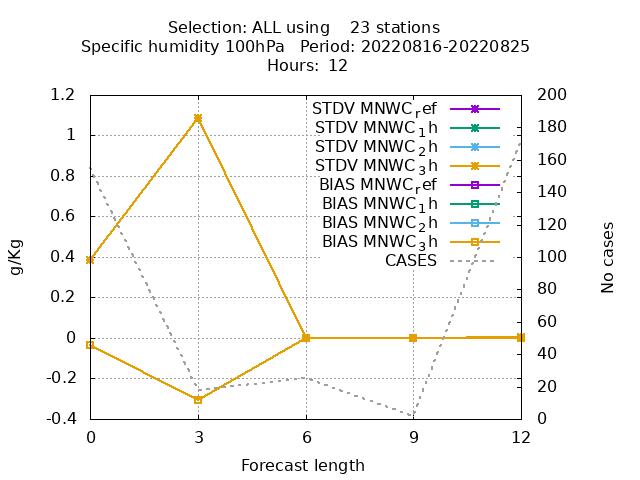 Selection: ALL using    23 stations
Specific humidity 100hPa   Period: 20220816-20220825
Hours:  12
g/Kg
No cases
1.2
1
0.8
0.6
0.4
0.2
0
-0.2
-0.4
200
180
160
140
120
100
80
60
40
20
0
STDV MNWC_ref
STDV MNWC_1h
STDV MNWC_2h
STDV MNWC_3h
BIAS MNWC_ref
BIAS MNWC_1h
BIAS MNWC_2h
BIAS MNWC_3h
CASES
0 3 6 9 12
Forecast length